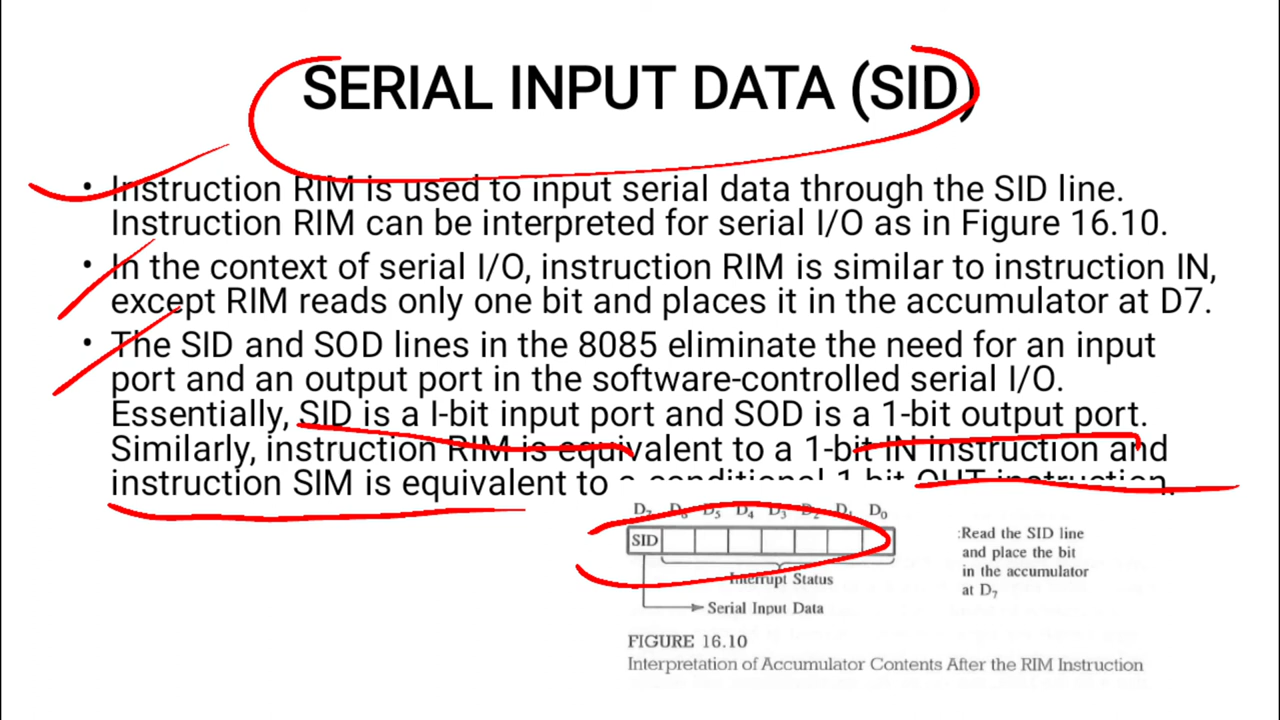 SERIAL INPUT DATA (SID)
• Instruction RIM is used to input serial data through the SID line.
Instruction RIM can be interpreted for serial I/O as in Figure 16.10.
• In the context of serial I/O, instruction RIM is similar to instruction IN,
except RIM reads only one bit and places it in the accumulator at D7.
• The SID and SOD lines in the 8085 eliminate the need for an input
port and an output port in the software-controlled serial I/O.
Essentially, SID is a I-bit input port and SOD is a 1-bit output port.
Similarly, instruction RIM is equivalent to a 1-bit IN instruction and
instruction SIM is equivalent to a conditional 1-bit OUT instruction.
D7 D6 D5 D4 D3 D2 D1 D0
SID
Interrupt Status
Serial Input Data
:Read the SID line
and place the bit
in the accumulator
at D7
FIGURE 16.10
Interpretation of Accumulator Contents After the RIM Instruction